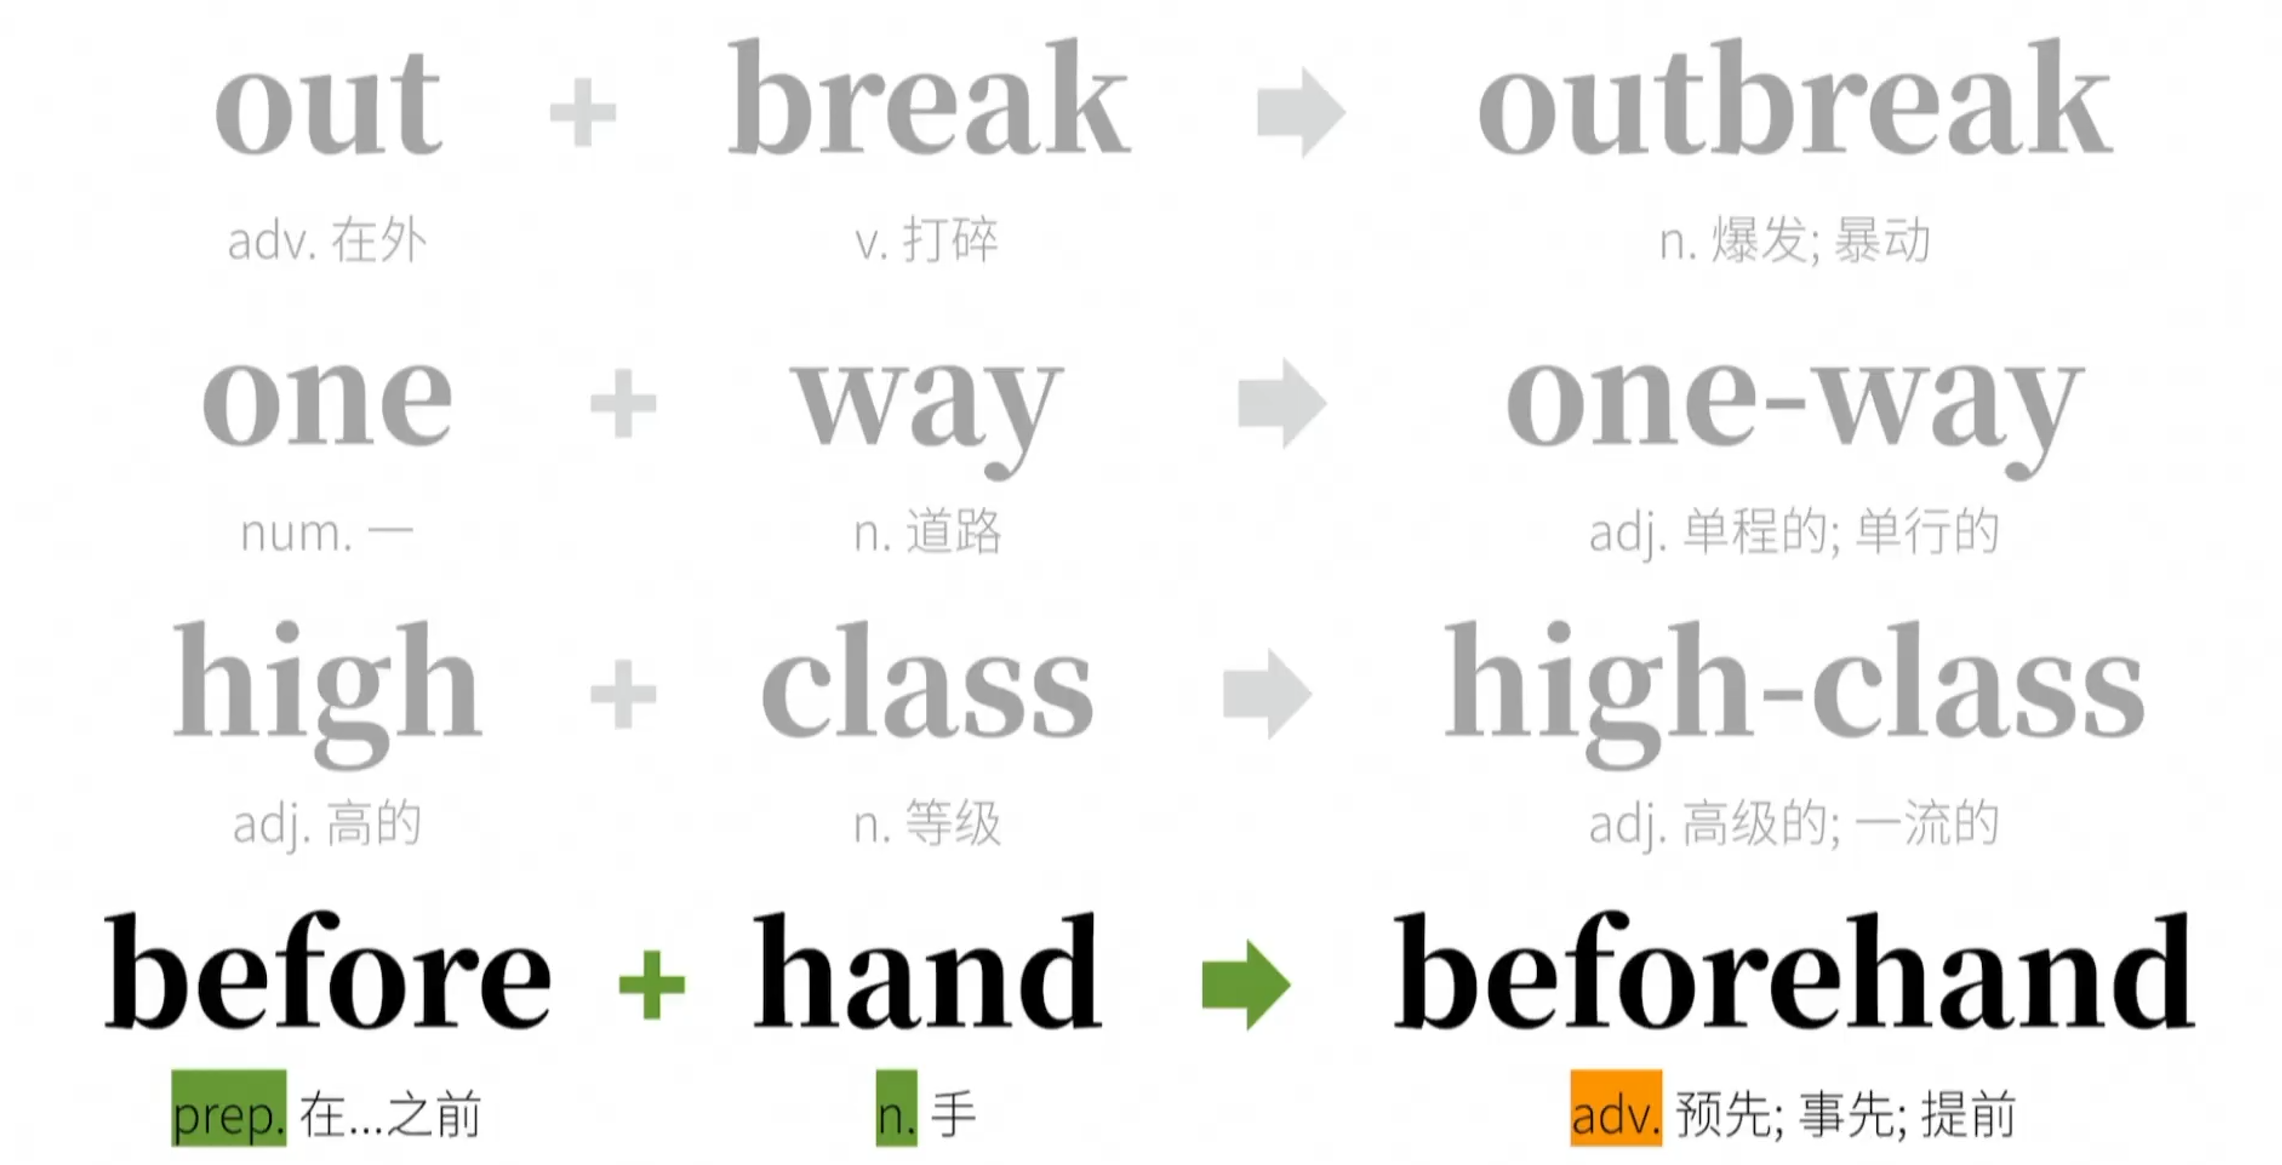 out + break outbreak
adv. 在外 v. 打碎 n. 爆发; 暴动
one + way one-way
num. 一 n. 道路 adj. 单程的; 单行的
high + class high-class
adj. 高的 n. 等级 adj. 高级的; 一流的
before + hand beforehand
prep. 在...之前 n. 手 adv. 预先; 事先; 提前